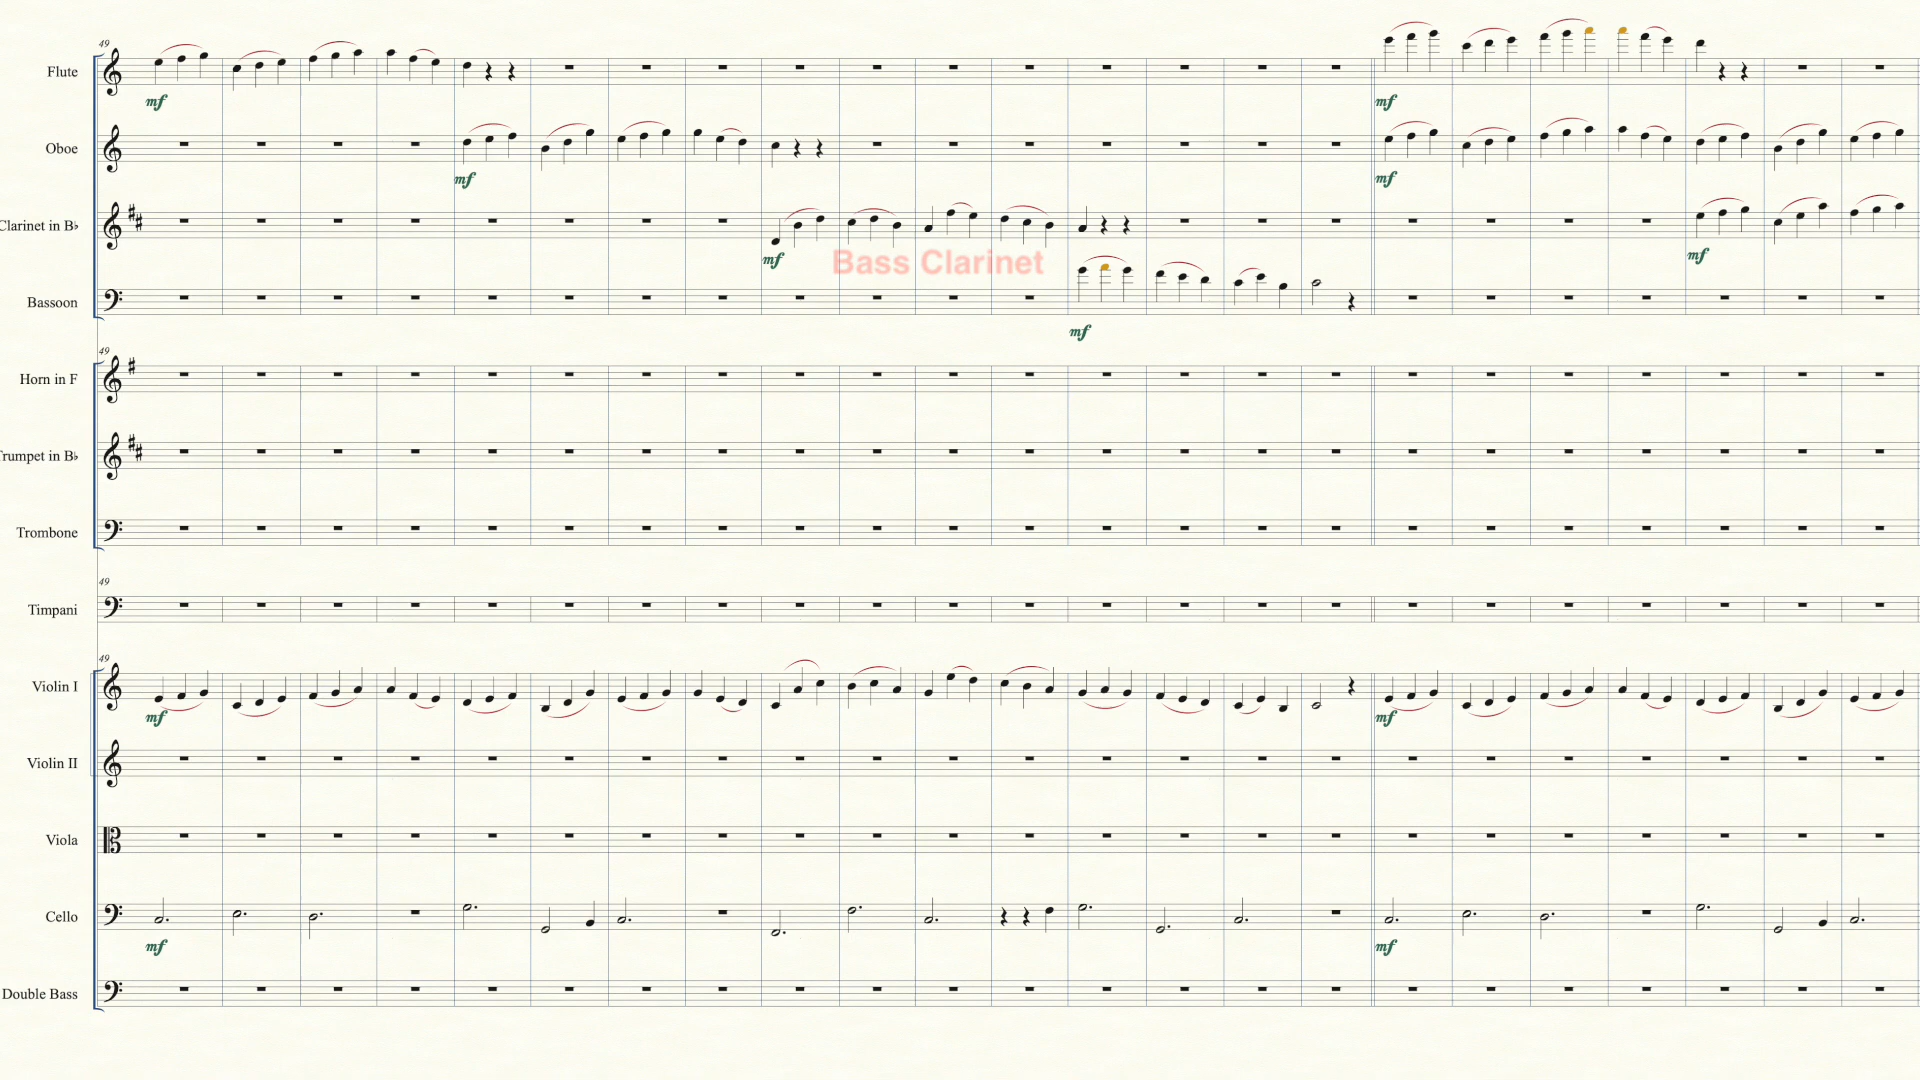 49
Flute
mf
mf
Oboe
mf
mf
Clarinet in B♭
mf
mf
Bass Clarinet
Bassoon
mf
49
Horn in F
Trumpet in B♭
Trombone
49
Timpani
49
Violin I
mf
mf
Violin II
Viola
Cello
mf
mf
Double Bass